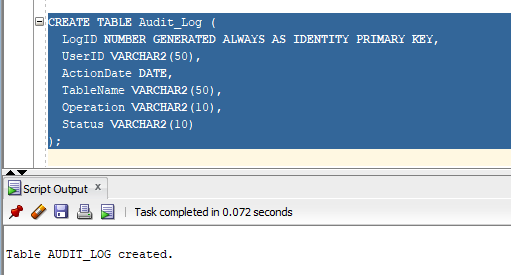 CREATE TABLE Audit_Log (
LogID NUMBER GENERATED ALWAYS AS IDENTITY PRIMARY KEY,
UserID VARCHAR2(50),
ActionDate DATE,
TableName VARCHAR2(50),
Operation VARCHAR2(10),
Status VARCHAR2(10)
);
Script Output x
Task completed in 0.072 seconds
Table AUDIT_LOG created.